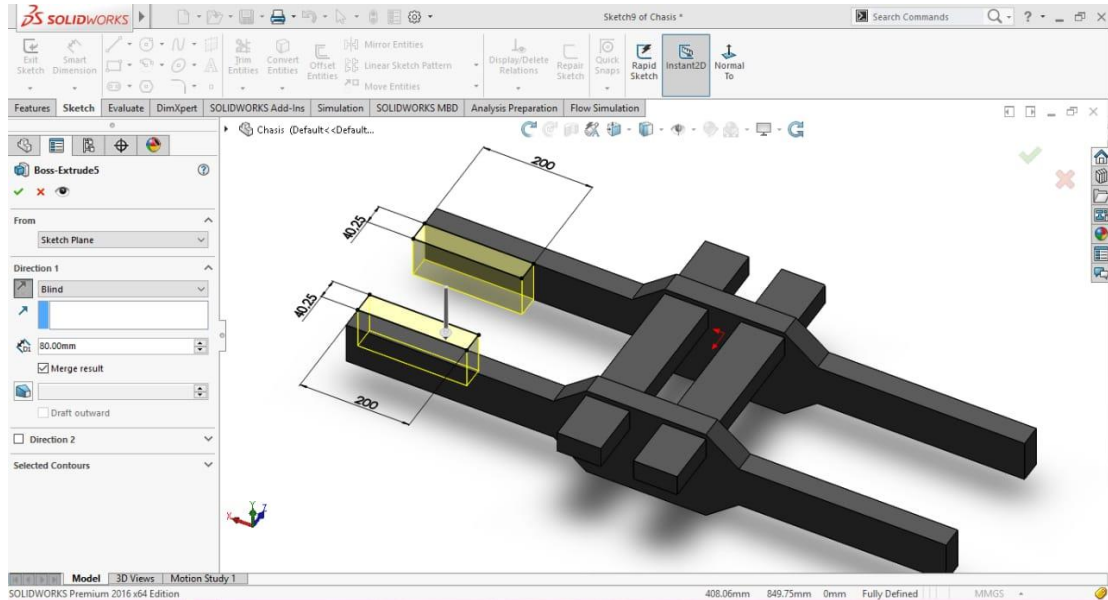 SOLIDWORKS
Sketch9 of Chasis *
Search Commands
Exit Sketch
Smart Dimension
Trim Entities
Convert Entities
Offset Entities
Mirror Entities
Linear Sketch Pattern
Move Entities
Display/Delete Relations
Repair Sketch
Quick Snaps
Rapid Sketch
Instant2D
Normal To
Features Sketch Evaluate DimXpert SOLIDWORKS Add-Ins Simulation SOLIDWORKS MBD Analysis Preparation Flow Simulation
Chasis (Default<<Default...
Boss-Extrude5
From
Sketch Plane
Direction 1
Blind
80.00mm
Merge result
Draft outward
Direction 2
Selected Contours
200
40,25
40,25
200
X Y Z
Model 3D Views Motion Study 1
SOLIDWORKS Premium 2016 x64 Edition
408.06mm 849.75mm 0mm Fully Defined MMGS